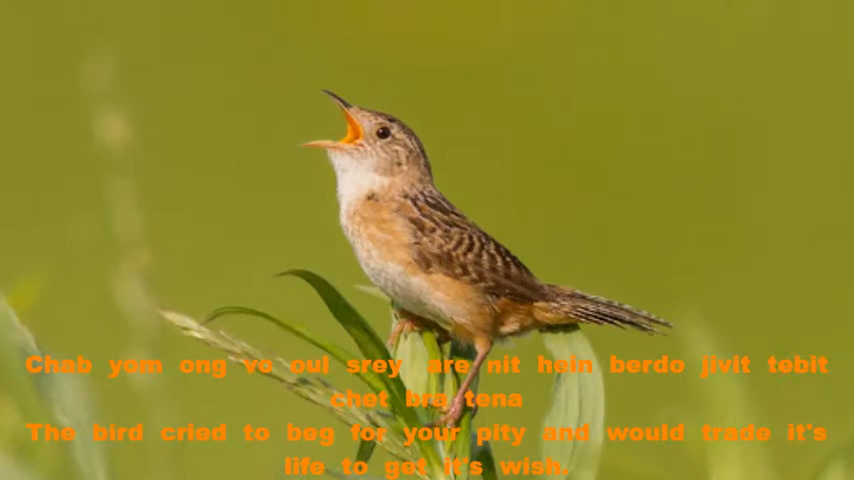 Chab yom ong vo oul srey are nit hein berdo jivit tebit
chet bra tena
The bird cried to beg for your pity and would trade it's
life to get it's wish.